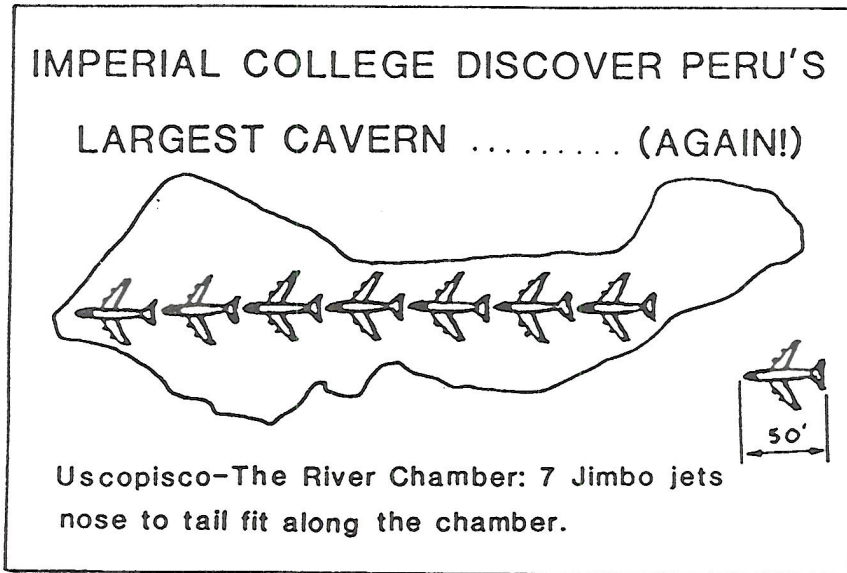 IMPERIAL COLLEGE DISCOVER PERU'S
LARGEST CAVERN ......... (AGAIN!)
50'
Uscopisco-The River Chamber: 7 Jimbo jets
nose to tail fit along the chamber.